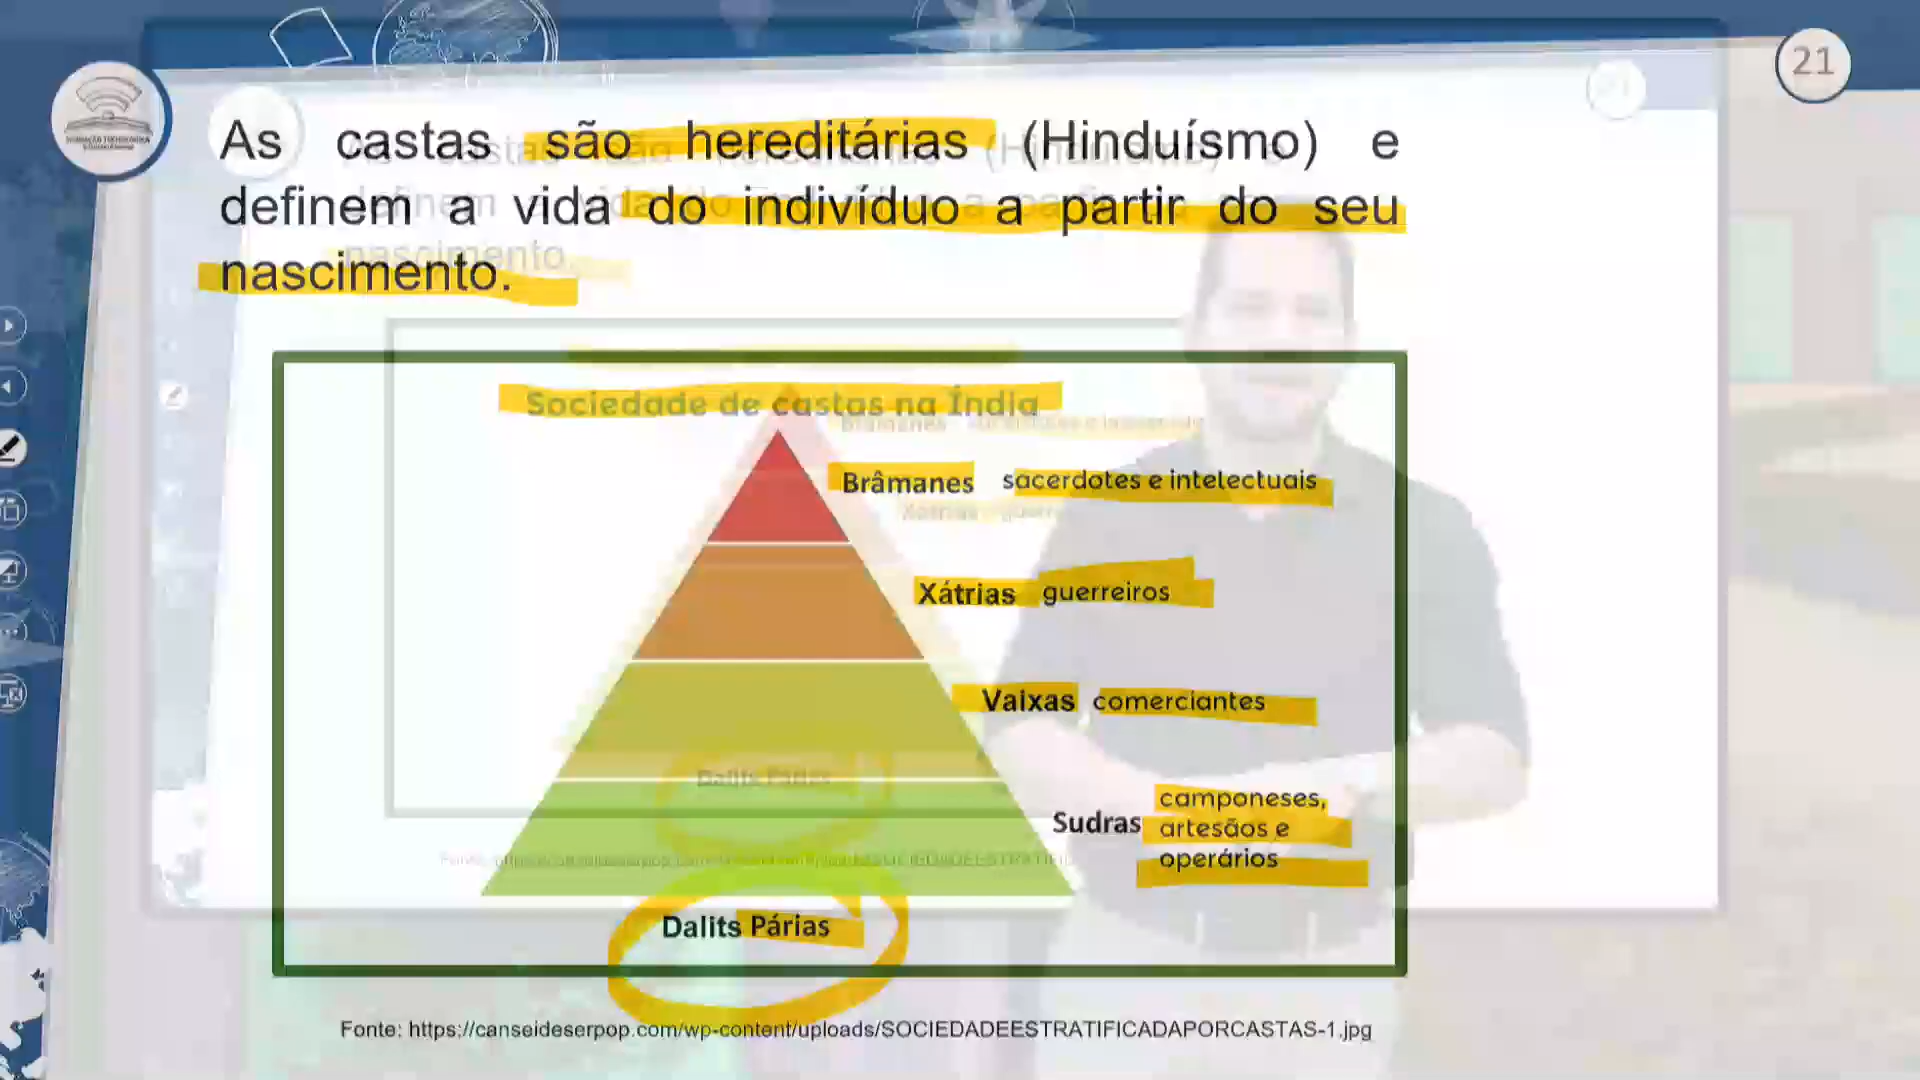 21
As castas são hereditárias (Hinduísmo) e
definem a vida do indivíduo a partir do seu
nascimento.
Sociedade de castas na Índia
Brâmanes sacerdotes e intelectuais
Xátrias guerreiros
Vaixas comerciantes
Sudras camponeses,
artesãos e
operários
Dalits Párias
Fonte: https://canseideserpop.com/wp-content/uploads/SOCIEDADEESTRATIFICADAPORCASTAS-1.jpg